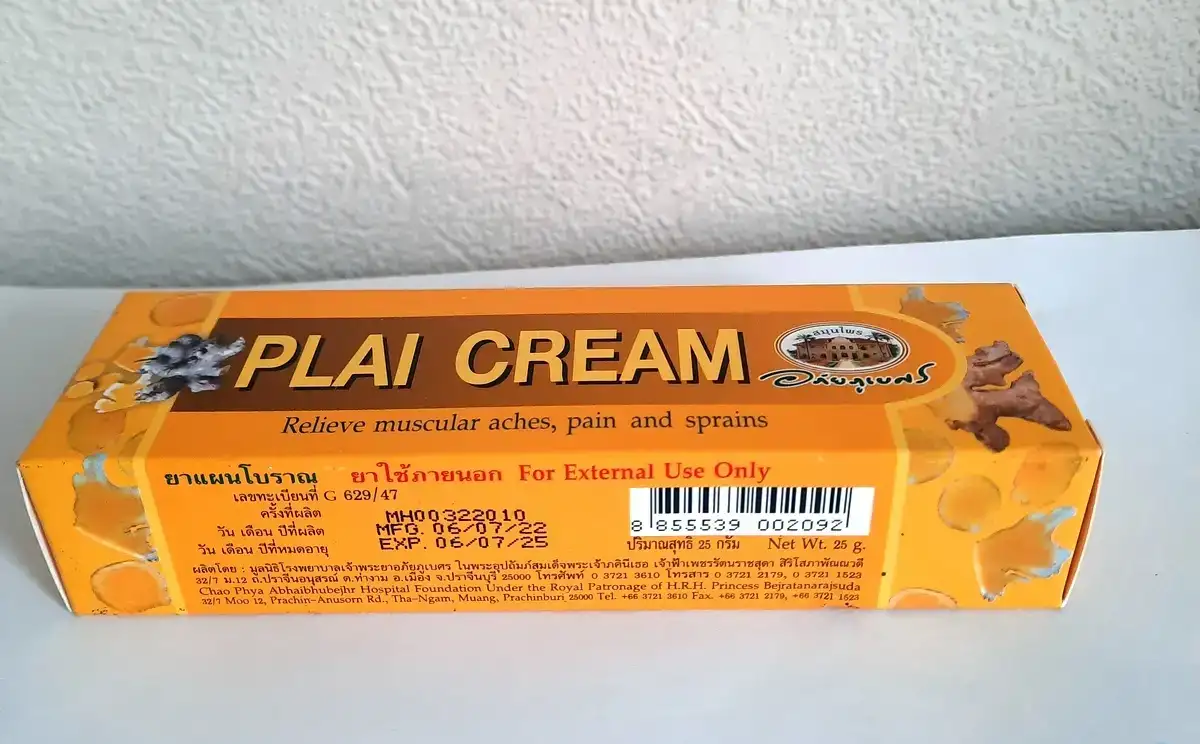 PLAI CREAM
สมุนไพร
อภัยภูเบศร
Relieve muscular aches, pain and sprains
ยาแผนโบราณ ยาใช้ภายนอก For External Use Only
เลขทะเบียนที่ G 629/47
ครั้งที่ผลิต MH00322010
วัน เดือน ปีที่ผลิต MFG. 06/07/22
วัน เดือน ปีที่หมดอายุ EXP. 06/07/25
8 855539 002092
ปริมาณสุทธิ 25 กรัม Net Wt. 25 g.
ผลิตโดย : มูลนิธิโรงพยาบาลเจ้าพระยาอภัยภูเบศร ในพระอุปถัมภ์สมเด็จพระเจ้าภคินีเธอ เจ้าฟ้าเพชรรัตนราชสุดา สิริโสภาพัณณวดี
32/7 ม.12 ถ.ปราจีนอนุสรณ์ ต.ท่างาม อ.เมือง จ.ปราจีนบุรี 25000 โทรศัพท์ 0 3721 3610 โทรสาร 0 3721 2179, 0 3721 1523
Chao Phya Abhaibhubejhr Hospital Foundation Under the Royal Patronage of H.R.H. Princess Bejratanarajsuda
32/7 Moo 12, Prachin-Anusorn Rd., Tha-Ngam, Muang, Prachinburi 25000 Tel. +66 3721 3610 Fax. +66 3721 2179, +66 3721 1523